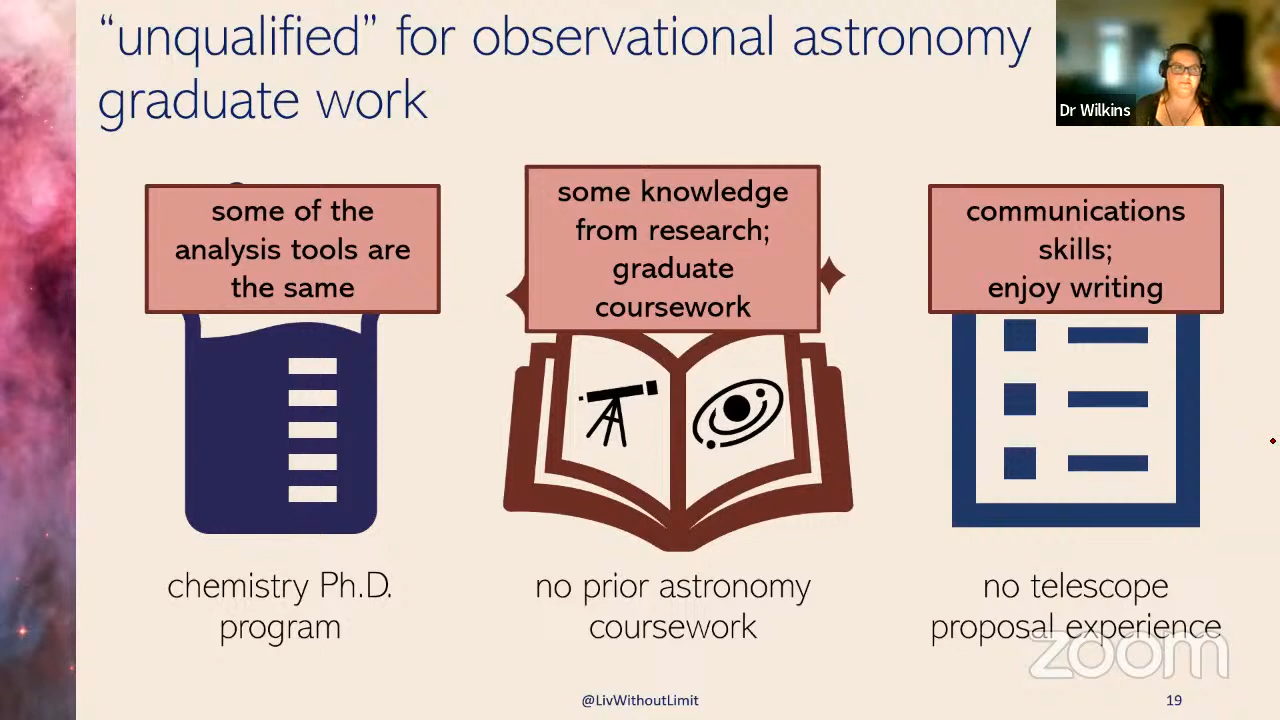 “unqualified” for observational astronomy
graduate work
Dr Wilkins
some of the
analysis tools are
the same
some knowledge
from research;
graduate
coursework
communications
skills;
enjoy writing
chemistry Ph.D.
program
no prior astronomy
coursework
no telescope
proposal experience
zoom
@LivWithoutLimit
19